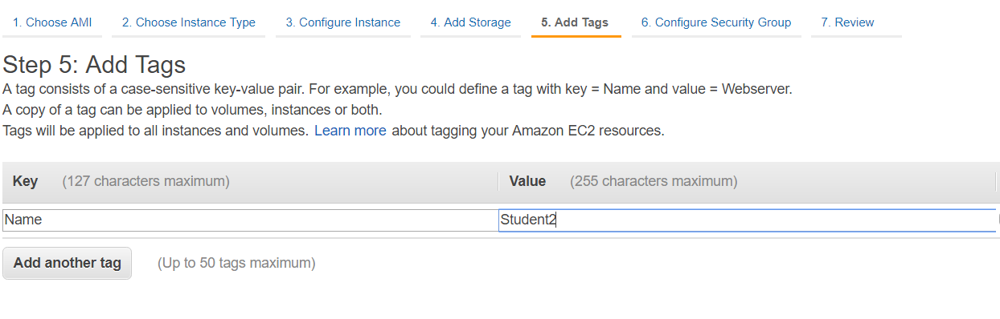 1. Choose AMI 2. Choose Instance Type 3. Configure Instance 4. Add Storage 5. Add Tags 6. Configure Security Group 7. Review
Step 5: Add Tags
A tag consists of a case-sensitive key-value pair. For example, you could define a tag with key = Name and value = Webserver.
A copy of a tag can be applied to volumes, instances or both.
Tags will be applied to all instances and volumes. Learn more about tagging your Amazon EC2 resources.
Key (127 characters maximum) Value (255 characters maximum)
Name Student2
Add another tag (Up to 50 tags maximum)